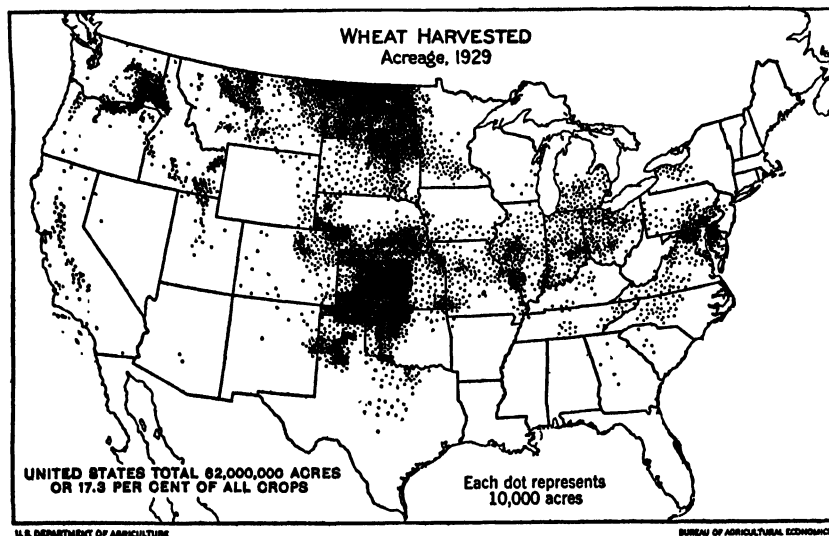 WHEAT HARVESTED
Acreage, 1929
UNITED STATES TOTAL 62,000,000 ACRES
OR 17.3 PER CENT OF ALL CROPS
Each dot represents
10,000 acres
U.S. DEPARTMENT OF AGRICULTURE
BUREAU OF AGRICULTURAL ECONOMICS